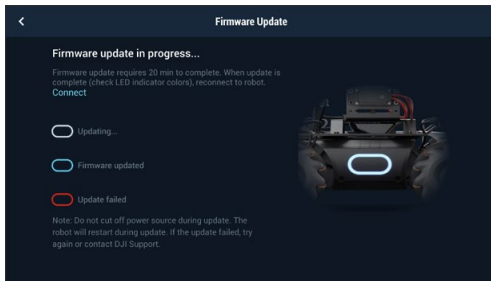 Firmware Update
Firmware update in progress...
Firmware update requires 20 min to complete. When update is
complete (check LED indicator colors), reconnect to robot.
Connect
Updating...
Firmware updated
Update failed
Note: Do not cut off power source during update. The
robot will restart during update. If the update failed, try
again or contact DJI Support.